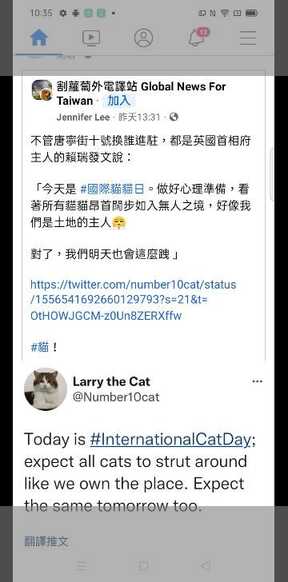 10:35
12
割蘿蔔外電譯站 Global News For
Taiwan · 加入
Jennifer Lee · 昨天13:31 ·
不管唐寧街十號換誰進駐，都是英國首相府
主人的賴瑞發文說：
「今天是 #國際貓貓日。做好心理準備，看
著所有貓貓昂首闊步如入無人之境，好像我
們是土地的主人😤
對了，我們明天也會這麼跩 」
https://twitter.com/number10cat/status
/1556541692660129793?s=21&t=
OtHOWJGCM-z0Un8ZERXffw
#貓！
Larry the Cat
@Number10cat
Today is #InternationalCatDay;
expect all cats to strut around
like we own the place. Expect
the same tomorrow too.
翻譯推文